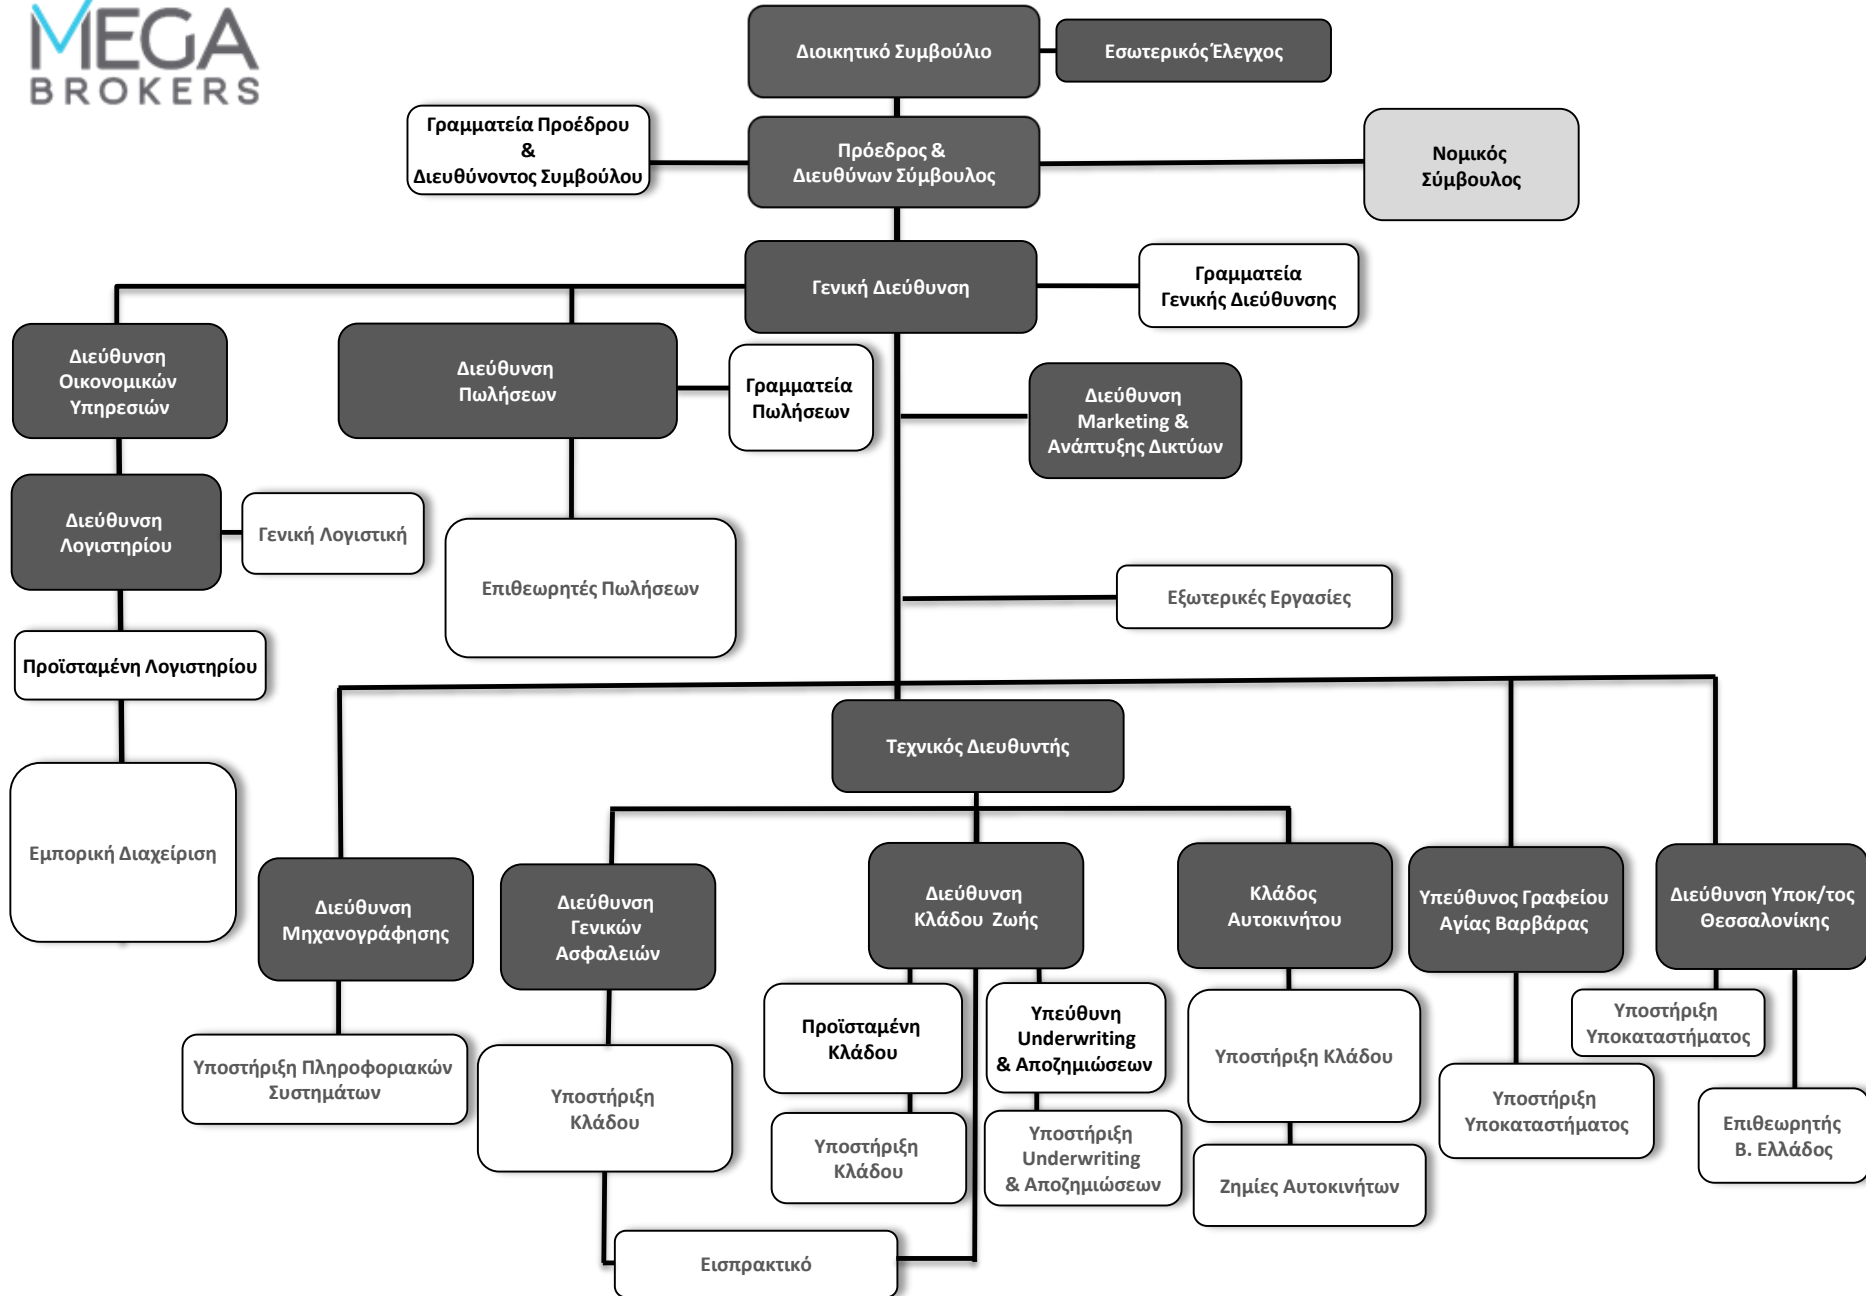 MEGA
BROKERS
Διοικητικό Συμβούλιο
Εσωτερικός Έλεγχος
Γραμματεία Προέδρου
&
Διευθύνοντος Συμβούλου
Πρόεδρος &
Διευθύνων Σύμβουλος
Νομικός
Σύμβουλος
Γενική Διεύθυνση
Γραμματεία
Γενικής Διεύθυνσης
Διεύθυνση
Οικονομικών
Υπηρεσιών
Διεύθυνση
Πωλήσεων
Γραμματεία
Πωλήσεων
Διεύθυνση
Marketing &
Ανάπτυξης Δικτύων
Διεύθυνση
Λογιστηρίου
Γενική Λογιστική
Επιθεωρητές Πωλήσεων
Εξωτερικές Εργασίες
Προϊσταμένη Λογιστηρίου
Τεχνικός Διευθυντής
Εμπορική Διαχείριση
Διεύθυνση
Μηχανογράφησης
Διεύθυνση
Γενικών
Ασφαλειών
Διεύθυνση
Κλάδου Ζωής
Κλάδος
Αυτοκινήτου
Υπεύθυνος Γραφείου
Αγίας Βαρβάρας
Διεύθυνση Υποκ/τος
Θεσσαλονίκης
Υποστήριξη Πληροφοριακών
Συστημάτων
Υποστήριξη
Κλάδου
Προϊσταμένη
Κλάδου
Υπεύθυνη
Underwriting
& Αποζημιώσεων
Υποστήριξη Κλάδου
Υποστήριξη
Υποκαταστήματος
Υποστήριξη
Υποκαταστήματος
Επιθεωρητής
Β. Ελλάδος
Υποστήριξη
Κλάδου
Υποστήριξη
Underwriting
& Αποζημιώσεων
Ζημίες Αυτοκινήτων
Εισπρακτικό